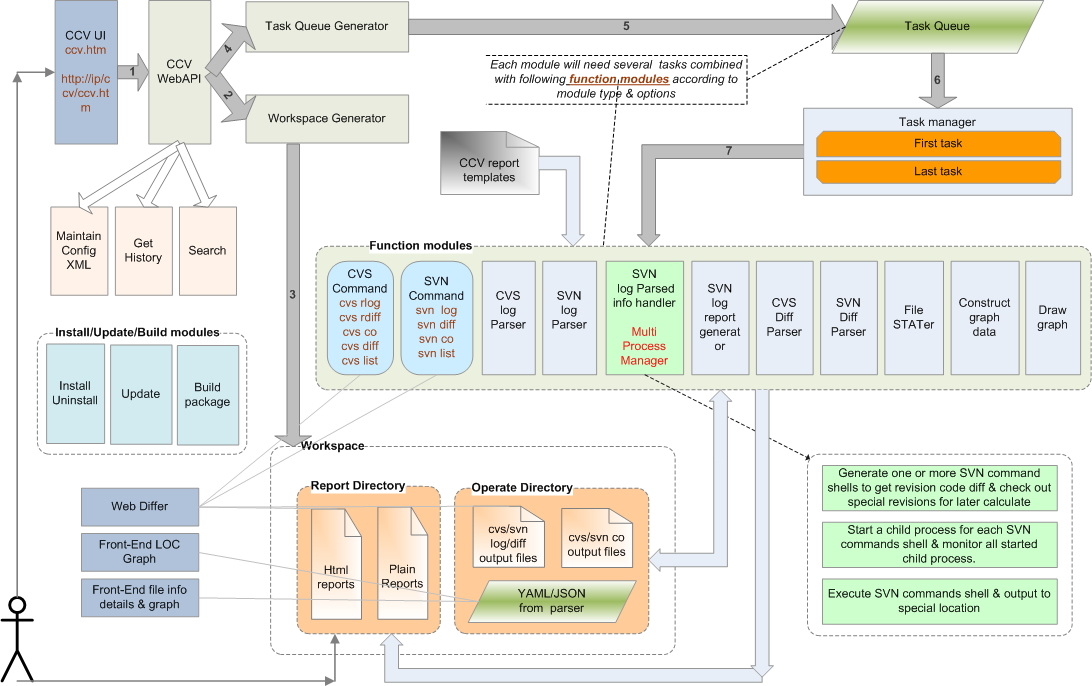 CCV UI
ccv.htm
http://ip/c
cv/ccv.ht
m
1
CCV
WebAPI
4
2
Task Queue Generator
Workspace Generator
5
Task Queue
Each module will need several tasks combined
with following function modules according to
module type & options
6
Task manager
First task
Last task
7
CCV report
templates
Maintain
Config
XML
Get
History
Search
3
Function modules
CVS
Command
cvs rlog
cvs rdiff
cvs co
cvs diff
cvs list
SVN
Command
svn log
svn diff
svn co
svn list
CVS
log
Parser
SVN
log
Parser
SVN
log Parsed
info handler
Multi
Process
Manager
SVN
log
report
generat
or
CVS
Diff
Parser
SVN
Diff
Parser
File
STATer
Construct
graph
data
Draw
graph
Install/Update/Build modules
Install
Uninstall
Update
Build
package
Workspace
Report Directory
Html
reports
Plain
Reports
Operate Directory
cvs/svn
log/diff
output files
cvs/svn co
output files
YAML/JSON
from parser
Web Differ
Front-End LOC
Graph
Front-End file info
details & graph
Generate one or more SVN command
shells to get revision code diff & check out
special revisions for later calculate
Start a child process for each SVN
commands shell & monitor all started
child process.
Execute SVN commands shell & output to
special location